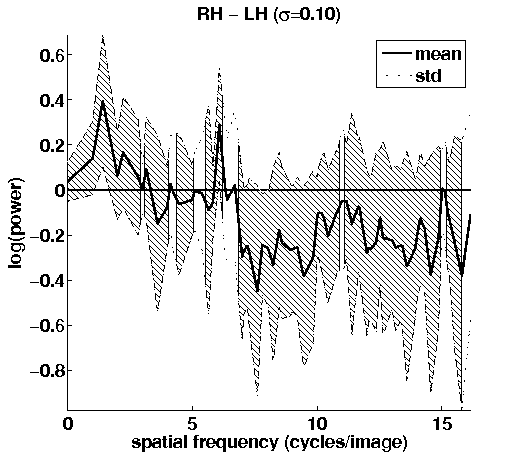 RH − LH (σ=0.10)
mean
std
0.6
0.4
0.2
0
−0.2
−0.4
−0.6
−0.8
log(power)
0 5 10 15
spatial frequency (cycles/image)